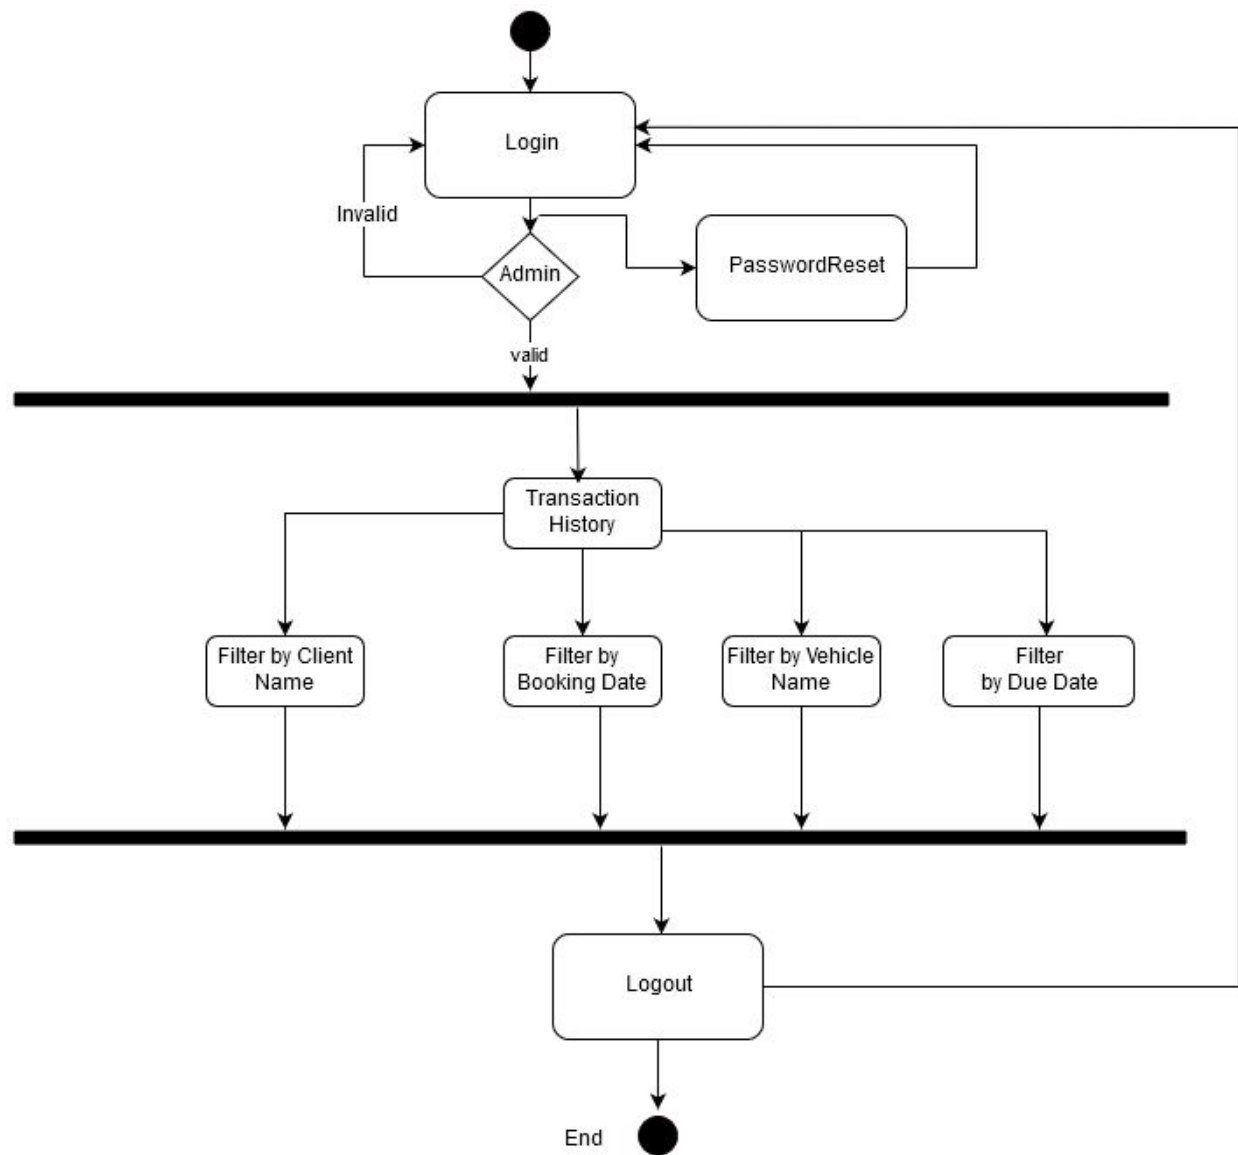 Login
Invalid
Admin
PasswordReset
valid
Transaction
History
Filter by Client
Name
Filter by
Booking Date
Filter by Vehicle
Name
Filter
by Due Date
Logout
End